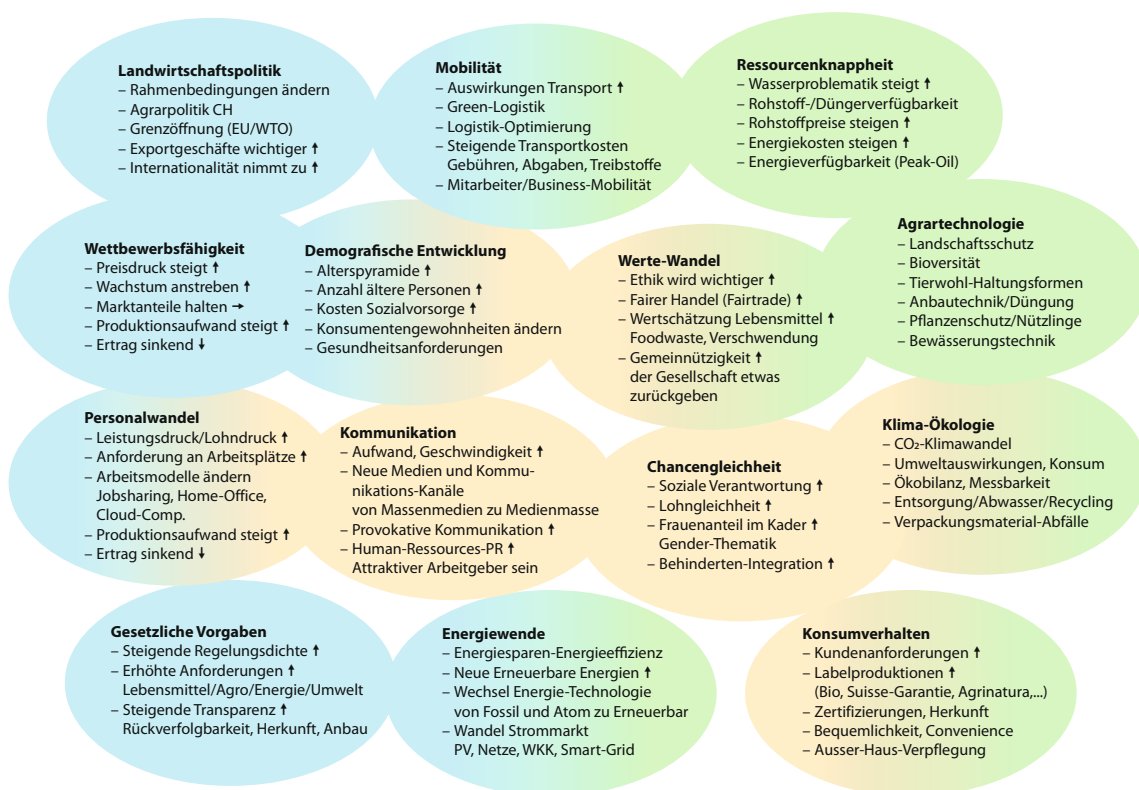 Landwirtschaftspolitik
– Rahmenbedingungen ändern
– Agrarpolitik CH
– Grenzöffnung (EU/WTO)
– Exportgeschäfte wichtiger ↑
– Internationalität nimmt zu ↑
Mobilität
– Auswirkungen Transport ↑
– Green-Logistik
– Logistik-Optimierung
– Steigende Transportkosten
Gebühren, Abgaben, Treibstoffe
– Mitarbeiter/Business-Mobilität
Ressourcenknappheit
– Wasserproblematik steigt ↑
– Rohstoff-/Düngerverfügbarkeit
– Rohstoffpreise steigen ↑
– Energiekosten steigen ↑
– Energieverfügbarkeit (Peak-Oil)
Wettbewerbsfähigkeit
– Preisdruck steigt ↑
– Wachstum anstreben ↑
– Marktanteile halten →
– Produktionsaufwand steigt ↑
– Ertrag sinkend ↓
Demografische Entwicklung
– Alterspyramide ↑
– Anzahl ältere Personen ↑
– Kosten Sozialvorsorge ↑
– Konsumentengewohnheiten ändern
– Gesundheitsanforderungen
Werte-Wandel
– Ethik wird wichtiger ↑
– Fairer Handel (Fairtrade) ↑
– Wertschätzung Lebensmittel ↑
Foodwaste, Verschwendung
– Gemeinnützigkeit ↑
der Gesellschaft etwas
zurückgeben
Agrartechnologie
– Landschaftsschutz
– Bioversität
– Tierwohl-Haltungsformen
– Anbautechnik/Düngung
– Pflanzenschutz/Nützlinge
– Bewässerungstechnik
Personalwandel
– Leistungsdruck/Lohndruck ↑
– Anforderung an Arbeitsplätze ↑
– Arbeitsmodelle ändern
Jobsharing, Home-Office,
Cloud-Comp.
– Produktionsaufwand steigt ↑
– Ertrag sinkend ↓
Kommunikation
– Aufwand, Geschwindigkeit ↑
– Neue Medien und Kommu-
nikations-Kanäle
von Massenmedien zu Medienmasse
– Provokative Kommunikation ↑
– Human-Ressources-PR ↑
Attraktiver Arbeitgeber sein
Chancengleichheit
– Soziale Verantwortung ↑
– Lohngleichheit ↑
– Frauenanteil im Kader ↑
Gender-Thematik
– Behinderten-Integration ↑
Klima-Ökologie
– CO₂-Klimawandel
– Umweltauswirkungen, Konsum
– Ökobilanz, Messbarkeit
– Entsorgung/Abwasser/Recycling
– Verpackungsmaterial-Abfälle
Gesetzliche Vorgaben
– Steigende Regelungsdichte ↑
– Erhöhte Anforderungen ↑
Lebensmittel/Agro/Energie/Umwelt
– Steigende Transparenz ↑
Rückverfolgbarkeit, Herkunft, Anbau
Energiewende
– Energiesparen-Energieeffizienz
– Neue Erneuerbare Energien ↑
– Wechsel Energie-Technologie
von Fossil und Atom zu Erneuerbar
– Wandel Strommarkt
PV, Netze, WKK, Smart-Grid
Konsumverhalten
– Kundenanforderungen ↑
– Labelproduktionen ↑
(Bio, Suisse-Garantie, Agrinatura,...)
– Zertifizierungen, Herkunft
– Bequemlichkeit, Convenience
– Ausser-Haus-Verpflegung